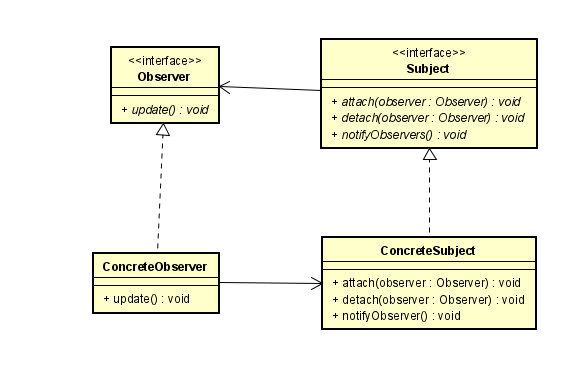 <<interface>>
Observer
+ update() : void
<<interface>>
Subject
+ attach(observer : Observer) : void
+ detach(observer : Observer) : void
+ notifyObservers() : void
ConcreteObserver
+ update() : void
ConcreteSubject
+ attach(observer : Observer) : void
+ detach(observer : Observer) : void
+ notifyObserver() : void